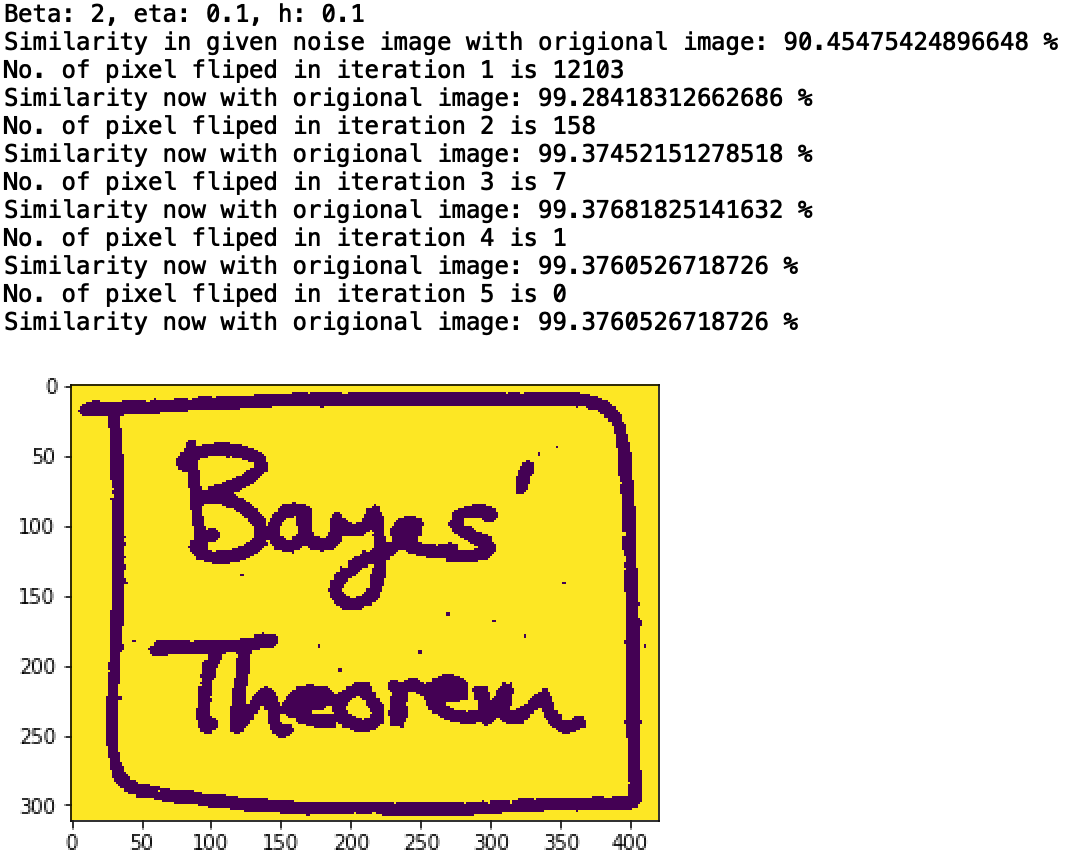 Beta: 2, eta: 0.1, h: 0.1
Similarity in given noise image with origional image: 90.45475424896648 %
No. of pixel fliped in iteration 1 is 12103
Similarity now with origional image: 99.28418312662686 %
No. of pixel fliped in iteration 2 is 158
Similarity now with origional image: 99.37452151278518 %
No. of pixel fliped in iteration 3 is 7
Similarity now with origional image: 99.37681825141632 %
No. of pixel fliped in iteration 4 is 1
Similarity now with origional image: 99.3760526718726 %
No. of pixel fliped in iteration 5 is 0
Similarity now with origional image: 99.3760526718726 %
0
50
100
150
200
250
300
Bayes'
Theorem
0 50 100 150 200 250 300 350 400